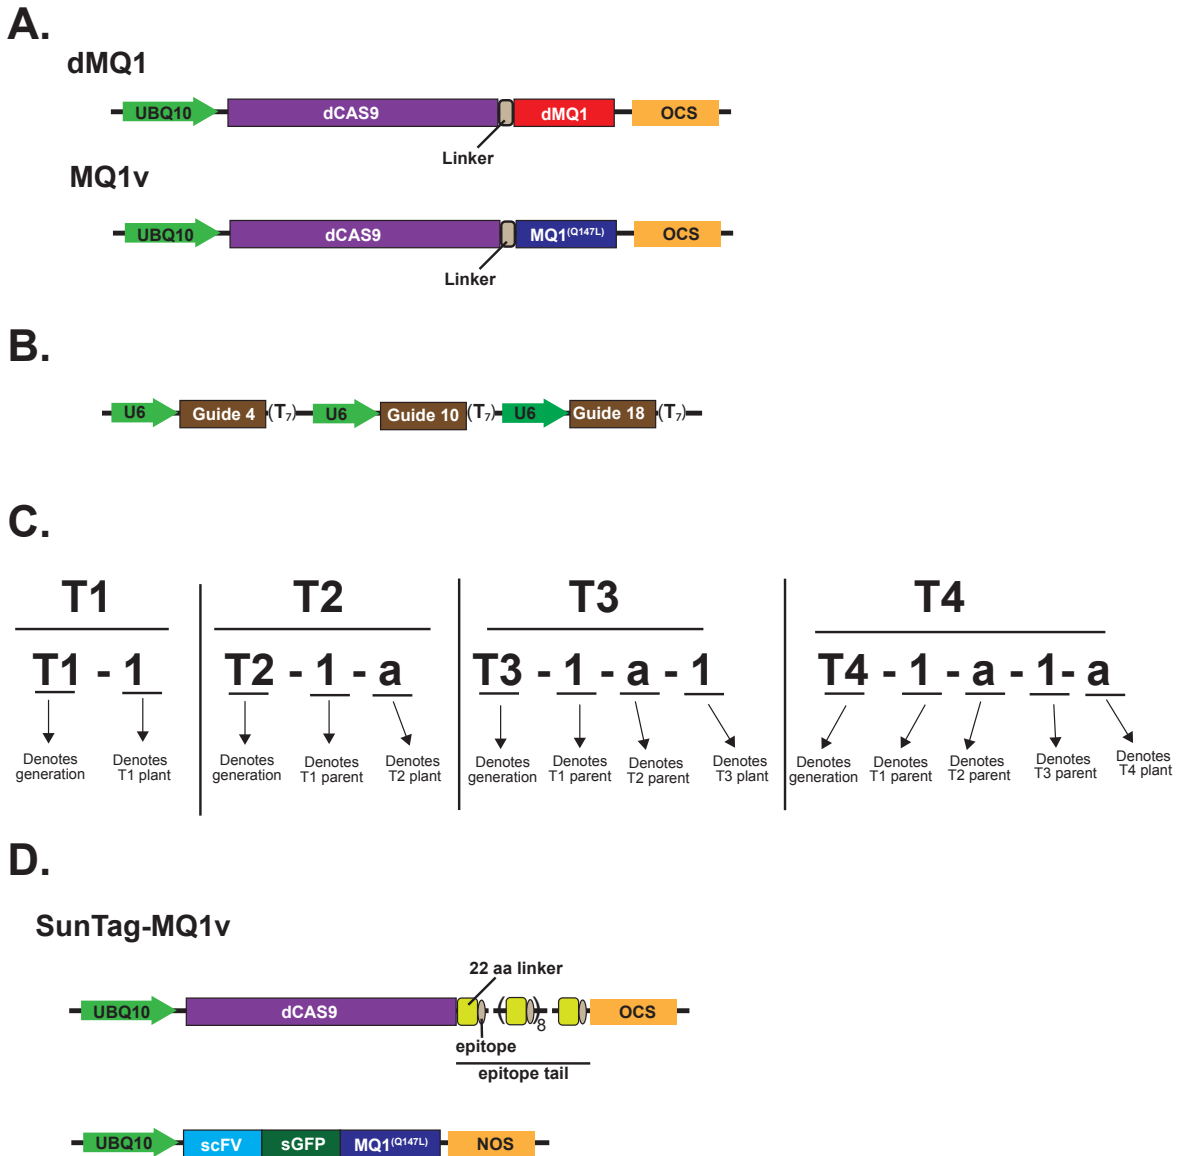 A.
dMQ1
UBQ10 dCAS9 dMQ1 OCS
Linker
MQ1v
UBQ10 dCAS9 MQ1(Q147L) OCS
Linker
B.
U6 Guide 4 (T7) U6 Guide 10 (T7) U6 Guide 18 (T7)
C.
T1 T2 T3 T4
T1 - 1 T2 - 1 - a T3 - 1 - a - 1 T4 - 1 - a - 1- a
Denotes generation
Denotes T1 plant
Denotes generation
Denotes T1 parent
Denotes T2 plant
Denotes generation
Denotes T1 parent
Denotes T2 parent
Denotes T3 plant
Denotes generation
Denotes T1 parent
Denotes T2 parent
Denotes T3 parent
Denotes T4 plant
D.
SunTag-MQ1v
22 aa linker
UBQ10 dCAS9 ( )8 OCS
epitope
epitope tail
UBQ10 scFV sGFP MQ1(Q147L) NOS